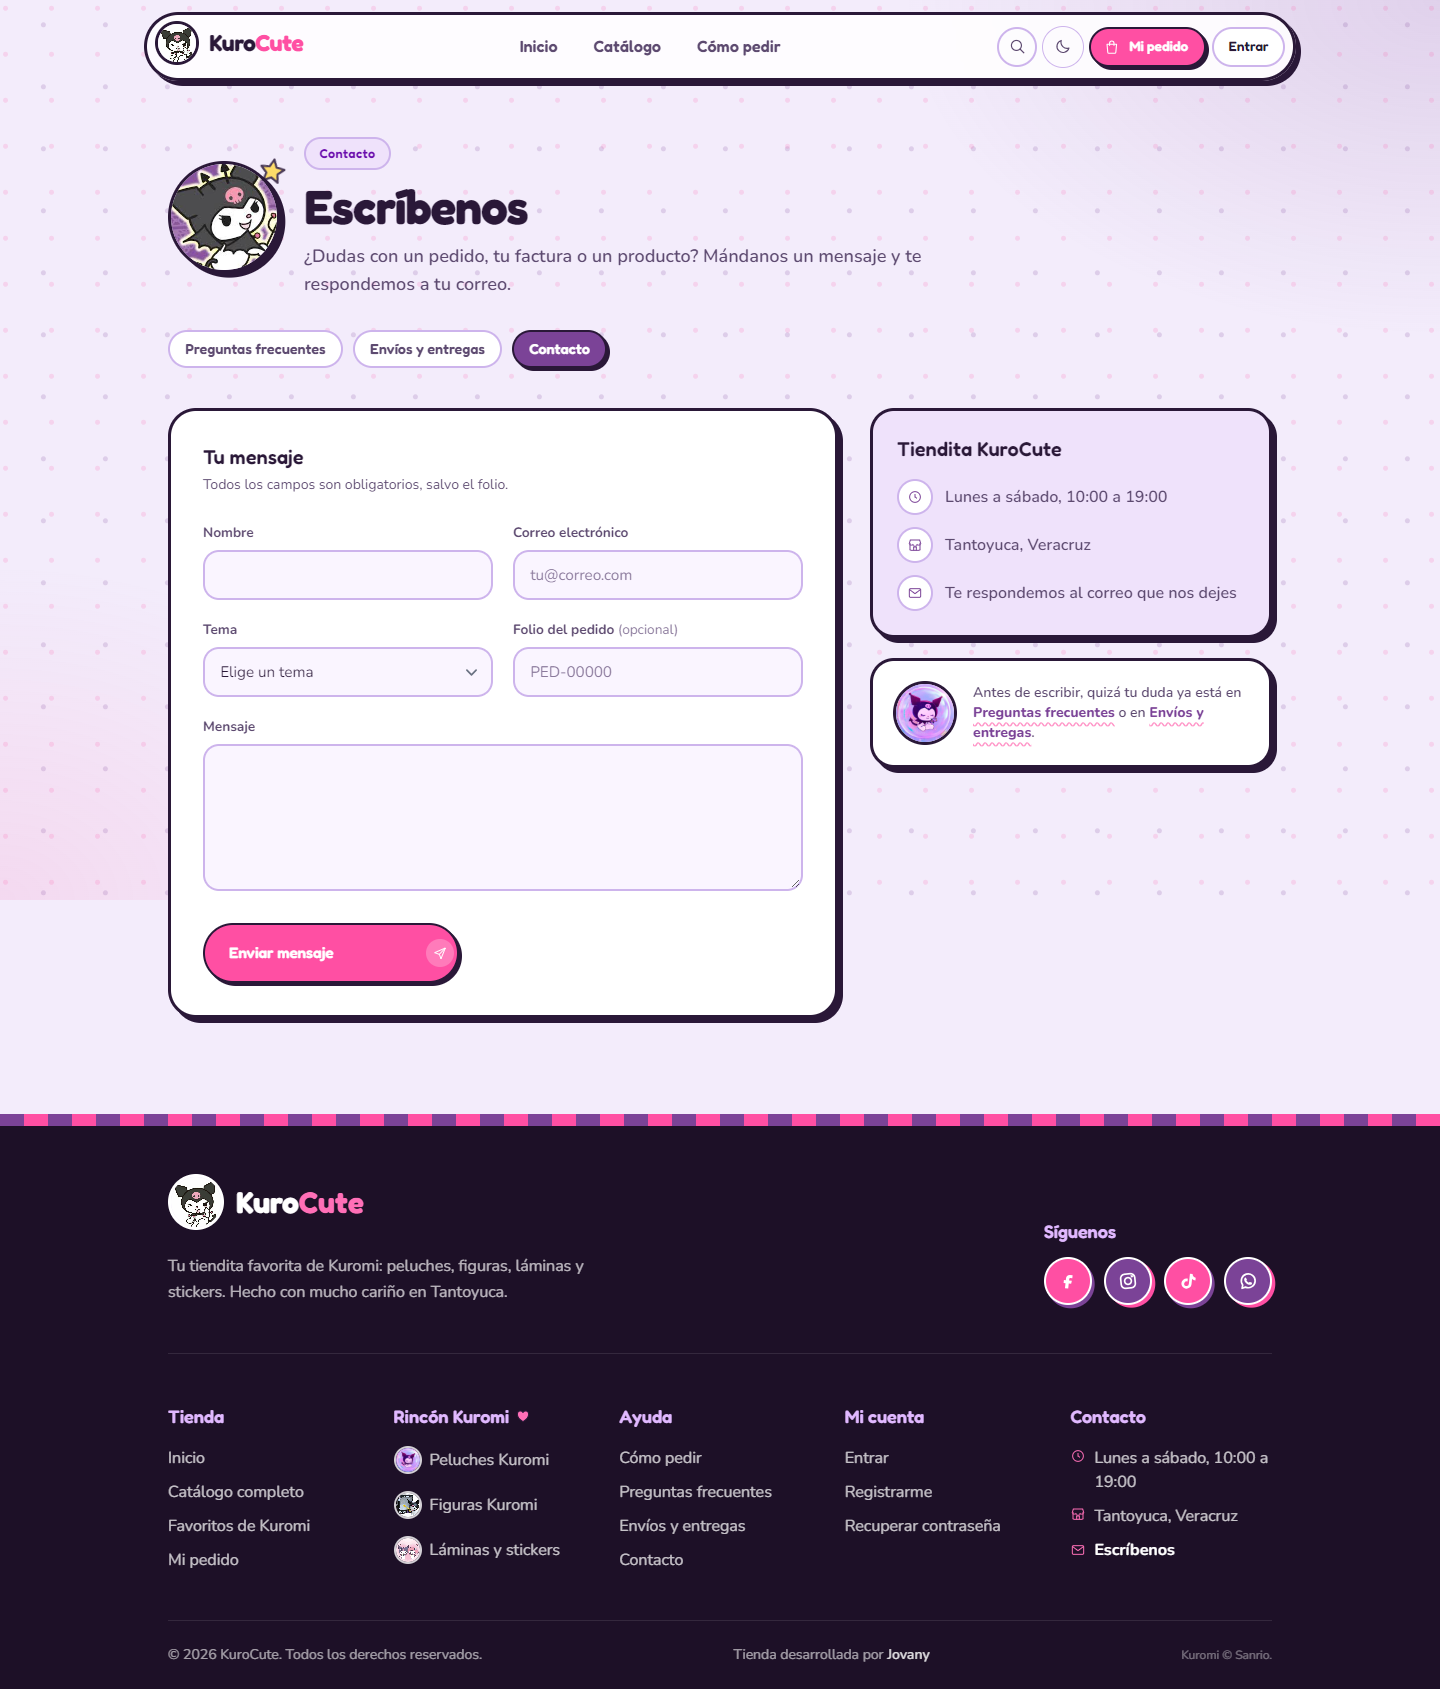 KuroCute
Inicio
Catálogo
Cómo pedir
Mi pedido
Entrar
Contacto
Escríbenos
¿Dudas con un pedido, tu factura o un producto? Mándanos un mensaje y te
respondemos a tu correo.
Preguntas frecuentes
Envíos y entregas
Contacto
Tu mensaje
Todos los campos son obligatorios, salvo el folio.
Nombre
Correo electrónico
tu@correo.com
Tema
Folio del pedido (opcional)
Elige un tema
PED-00000
Mensaje
Enviar mensaje
Tiendita KuroCute
Lunes a sábado, 10:00 a 19:00
Tantoyuca, Veracruz
Te respondemos al correo que nos dejes
Antes de escribir, quizá tu duda ya está en
Preguntas frecuentes o en Envíos y
entregas.
KuroCute
Tu tiendita favorita de Kuromi: peluches, figuras, láminas y
stickers. Hecho con mucho cariño en Tantoyuca.
Síguenos
Tienda
Inicio
Catálogo completo
Favoritos de Kuromi
Mi pedido
Rincón Kuromi
Peluches Kuromi
Figuras Kuromi
Láminas y stickers
Ayuda
Cómo pedir
Preguntas frecuentes
Envíos y entregas
Contacto
Mi cuenta
Entrar
Registrarme
Recuperar contraseña
Contacto
Lunes a sábado, 10:00 a
19:00
Tantoyuca, Veracruz
Escríbenos
© 2026 KuroCute. Todos los derechos reservados.
Tienda desarrollada por Jovany
Kuromi © Sanrio.